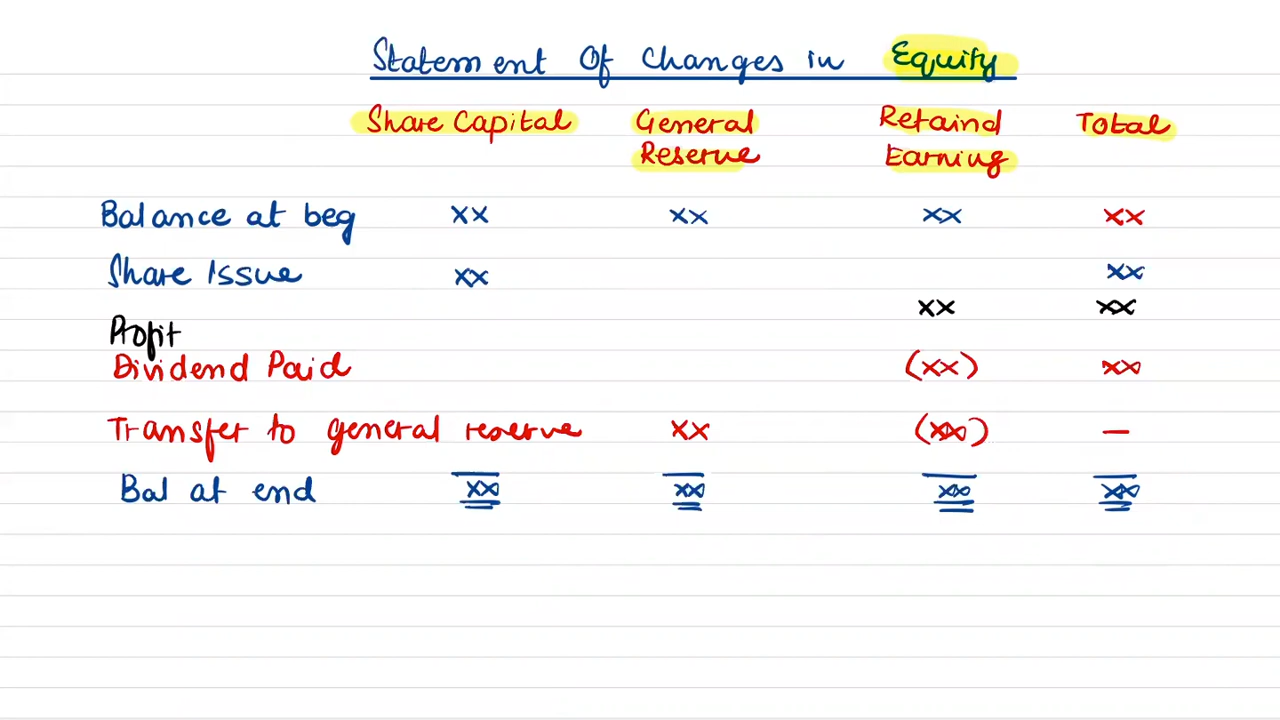 Statement Of Changes in Equity
Share Capital General Reserve Retaind Earning Total
Balance at beg xx xx xx xx
Share Issue xx xx
Profit xx xx
Dividend Paid (xx) xx
Transfer to general reserve xx (xx) —
Bal at end xx xx xx xx